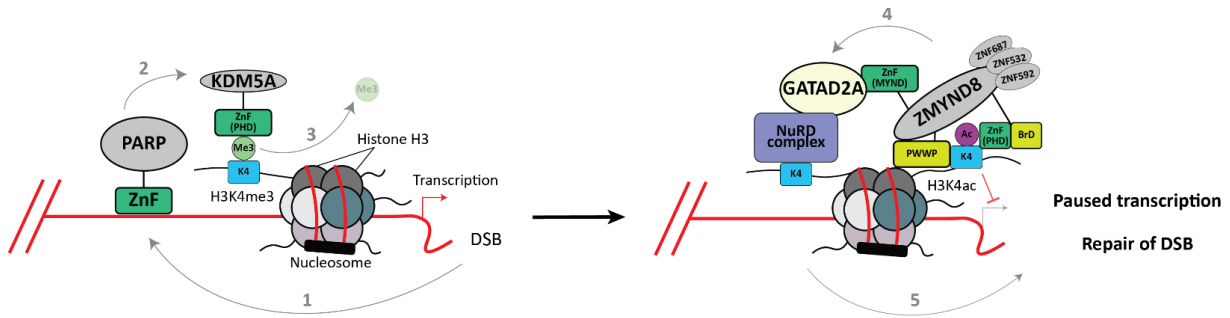 2
KDM5A
Me3
ZnF
(PHD)
PARP
3
Me3
Histone H3
K4
H3K4me3
Transcription
ZnF
DSB
Nucleosome
1
4
ZNF687
ZNF532
ZNF592
ZnF
(MYND)
GATAD2A
ZMYND8
NuRD
complex
Ac
ZnF
(PHD)
BrD
PWWP
K4
K4
H3K4ac
Paused transcription
Repair of DSB
5